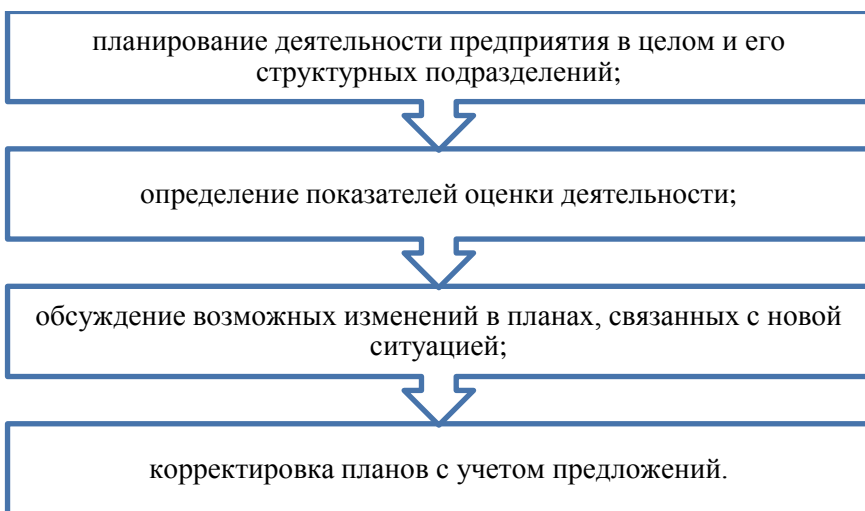 планирование деятельности предприятия в целом и его
структурных подразделений;
определение показателей оценки деятельности;
обсуждение возможных изменений в планах, связанных с новой
ситуацией;
корректировка планов с учетом предложений.